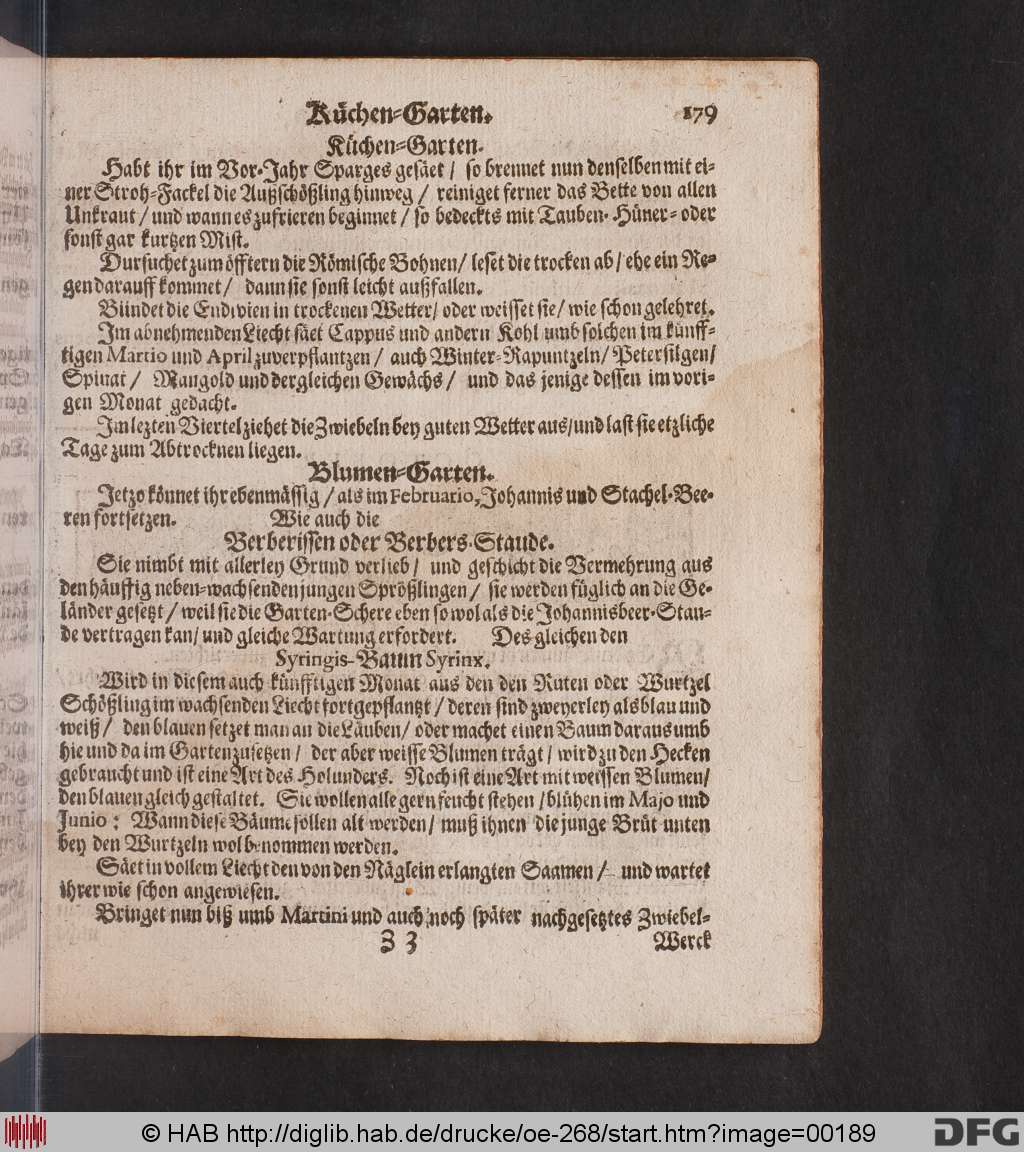 Küchen-Garten. 179
Küchen-Garten.
Habt ihr im Vor-Jahr Sparges gesäet / so brennet nun denselben mit ei-
ner Stroh-Fackel die Außschößling hinweg / reiniget ferner das Bette von allen
Unkraut / und wann es zufrieren beginnet / so bedeckts mit Tauben- Hüner- oder
sonst gar kurtzen Mist.
Dursuchet zum öfftern die Römische Bohnen / leset die trocken ab / ehe ein Re-
gen darauff kommet / dann sie sonst leicht außfallen.
Biindet die Endivien in trockenen Wetter / oder weisset sie / wie schon gelehret.
Im abnehmenden Liecht säet Cappus und andern Kohl umb solchen im künff-
tigen Martio und April zuverpflantzen / auch Winter-Rapuntzeln / Petersilgen /
Spinat / Mangold und dergleichen Gewächs / und das jenige dessen im vori-
gen Monat gedacht.
Im lezten Viertel ziehet die Zwiebeln bey guten Wetter aus / und last sie etzliche
Tage zum Abtrocknen liegen.
Blumen-Garten.
Jetzo könnet ihr ebenmässig / als im Februario, Johannis und Stachel-Bee-
ren fortsetzen. Wie auch die
Berberissen oder Berbers-Staude.
Sie nimbt mit allerley Grund verlieb / und geschicht die Vermehrung aus
den häuffig neben-wachsenden jungen Sprößlingen / sie werden füglich an die Ge-
länder gesetzt / weil sie die Garten-Schere eben so wol als die Johannisbeer-Stau-
de vertragen kan / und gleiche Wartung erfordert. Desgleichen den
Syringis-Baum Syrinx.
Wird in diesem auch künfftigen Monat aus den den Ruten oder Wurtzel
Schößling im wachsenden Liecht fortgepflantzt / deren sind zweyerley als blau und
weiß / den blauen setzet man an die Läuben / oder machet einen Baum daraus umb
hie und da im Garten zusetzen / der aber weisse Blumen trägt / wird zu den Hecken
gebraucht und ist eine Art des Holunders. Noch ist eine Art mit weissen Blumen /
den blauen gleich gestaltet. Sie wollen alle gern feucht stehen / blühen im Majo und
Junio: Wann diese Bäume sollen alt werden / muß ihnen die junge Brüt unten
bey den Wurtzeln wol benommen werden.
Säet in vollem Liecht den von den Näglein erlangten Saamen / und wartet
ihrer wie schon angewiesen.
Bringet nun biß umb Martini und auch noch später nachgesetztes Zwiebel-
Z 3 Werck
© HAB http://diglib.hab.de/drucke/oe-268/start.htm?image=00189
DFG